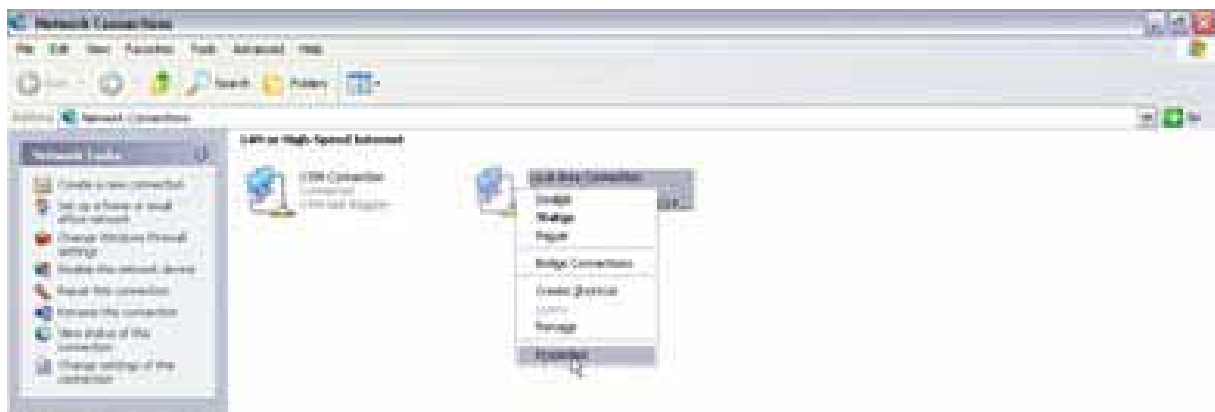 Network Connections
File Edit View Favorites Tools Advanced Help
Search Folders
Network Connections
LAN or High-Speed Internet
Network Tasks
Create a new connection
Set up a home or small
office network
Change Windows Firewall
settings
Disable this network device
Repair this connection
Rename this connection
View status of this
connection
Change settings of this
connection
Connection
Local Area Connection
Disable
Status
Repair
Bridge Connections
Create Shortcut
Rename
Properties